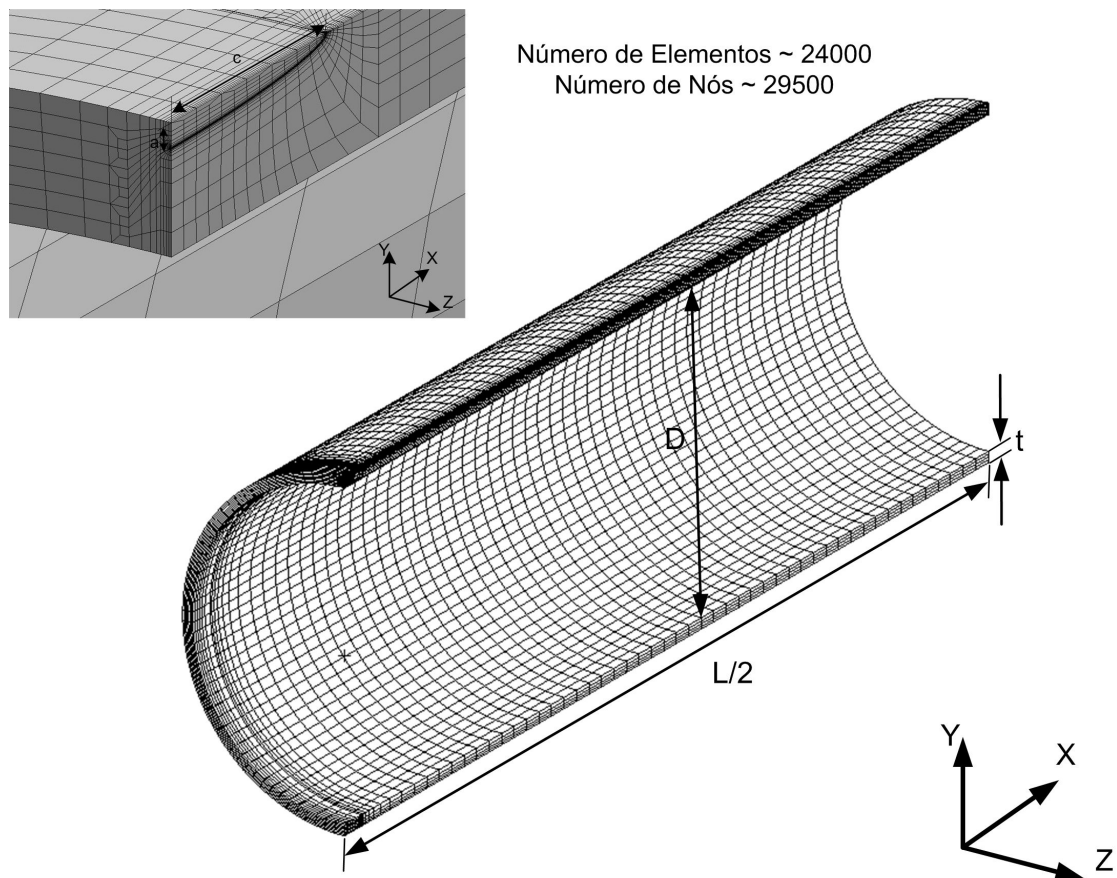 c
a
Y
X
Z
Número de Elementos ~ 24000
Número de Nós ~ 29500
D
t
L/2
Y
X
Z